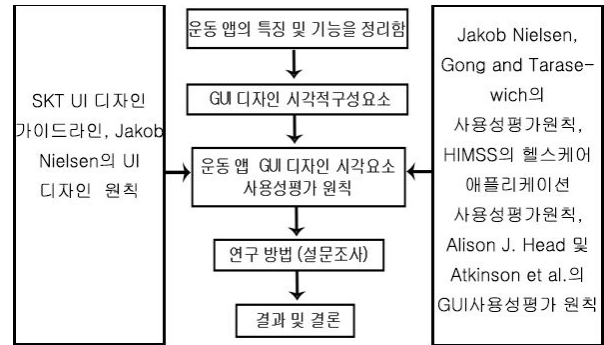 운동 앱의 특징 및 기능을 정리함
GUI 디자인 시각적구성요소
SKT UI 디자인
가이드라인, Jakob
Nielsen의 UI
디자인 원칙
운동 앱 GUI 디자인 시각요소
사용성평가 원칙
Jakob Nielsen,
Gong and Tarase-
wich의
사용성평가원칙,
HIMSS의 헬스케어
애플리케이션
사용성평가원칙,
Alison J. Head 및
Atkinson et al.의
GUI사용성평가 원칙
연구 방법 (설문조사)
결과 및 결론